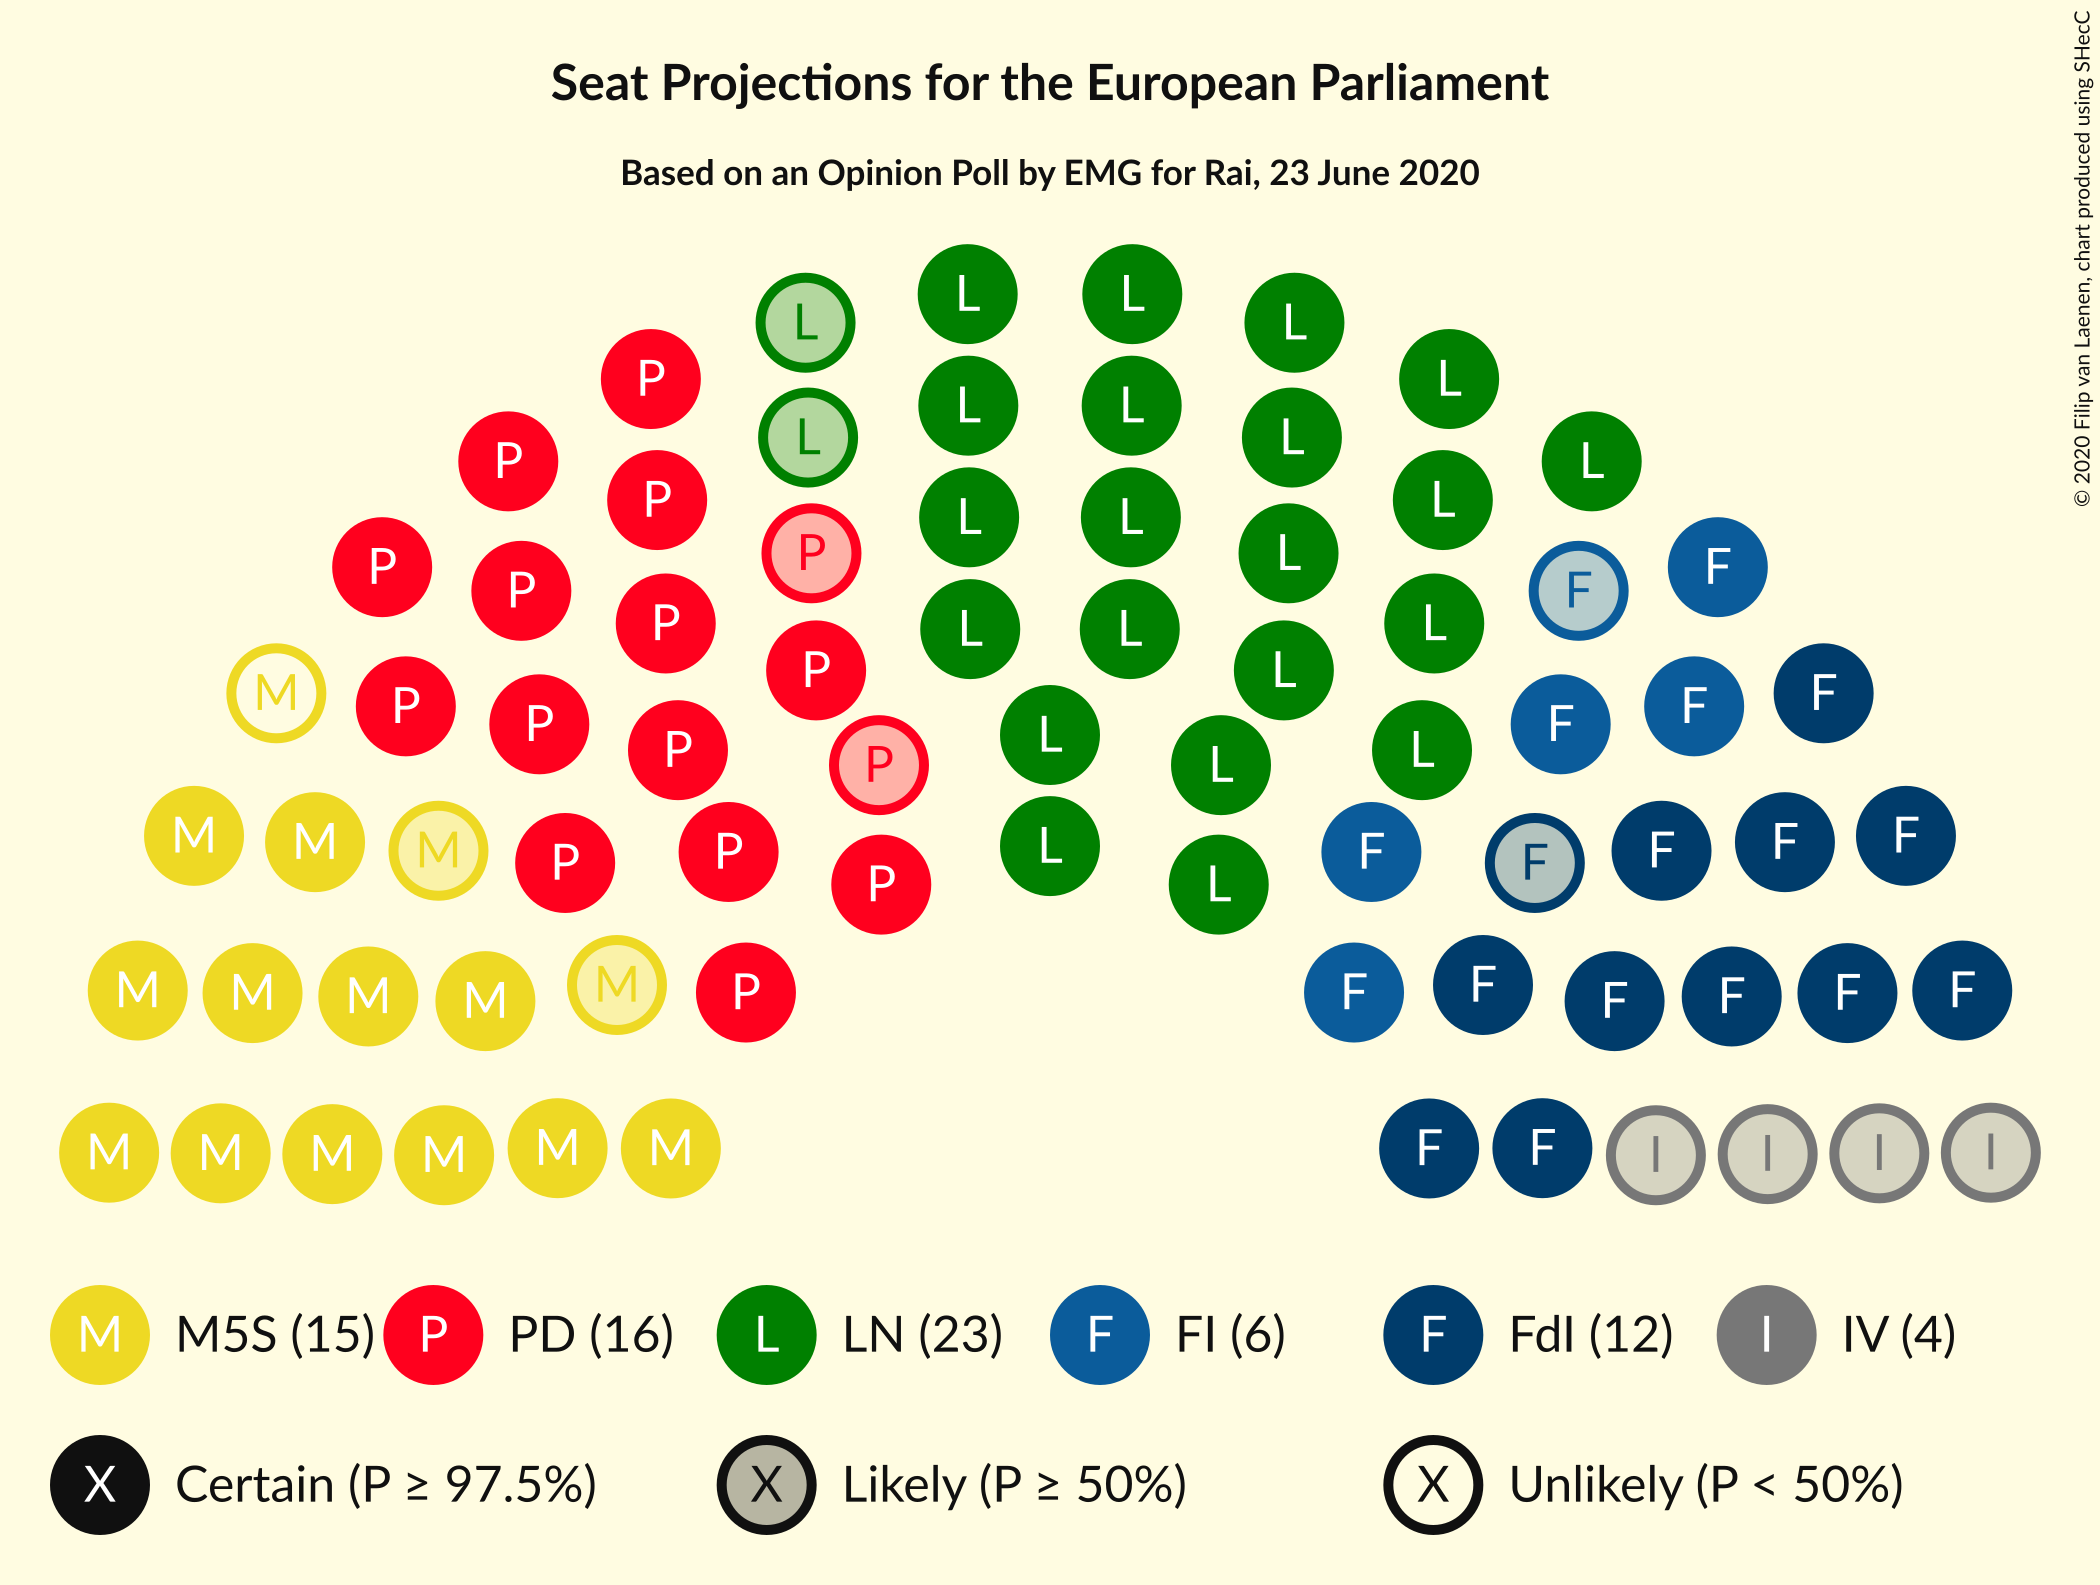 Seat Projections for the European Parliament
Based on an Opinion Poll by EMG for Rai, 23 June 2020
© 2020 Filip van Laenen, chart produced using SHecC
L L
L L
P L L
L L
L L L L
P P L L L
P L L
P P P L F F
P P L L
P L
M P F F
P P F
P L L P L
P L
M M M P P F F F F F
L
P L
M M M M M P F F F F F F
M M M M M M F F I I I I
M M5S (15) P PD (16) L LN (23) F FI (6) F FdI (12) I IV (4)
X Certain (P ≥ 97.5%) X Likely (P ≥ 50%) X Unlikely (P < 50%)